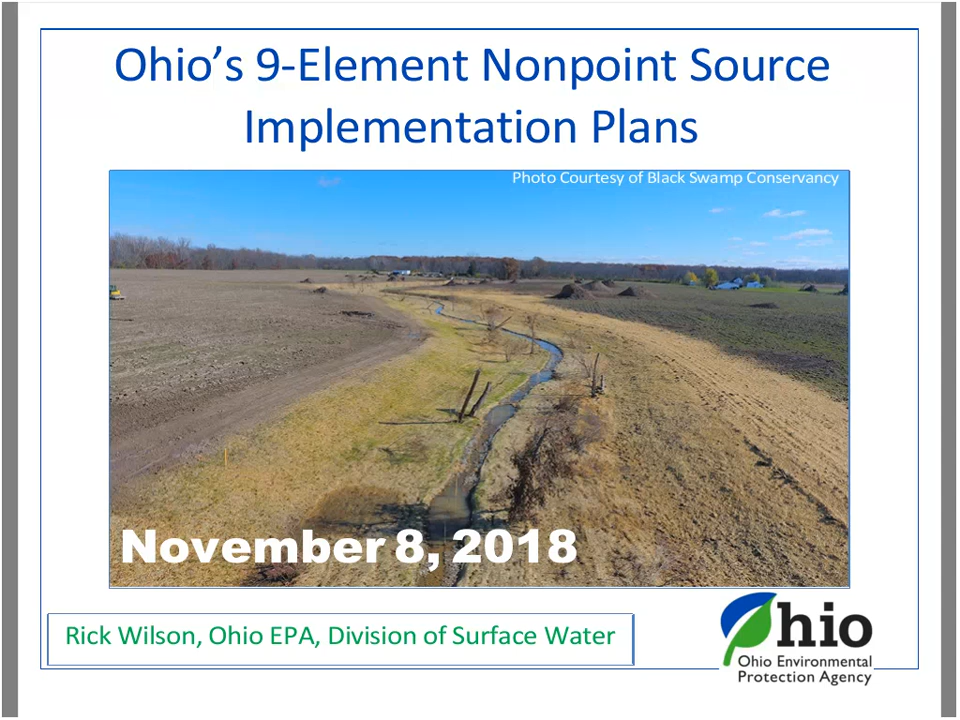 Ohio’s 9-Element Nonpoint Source
Implementation Plans
Photo Courtesy of Black Swamp Conservancy
November 8, 2018
Rick Wilson, Ohio EPA, Division of Surface Water
Ohio
Ohio Environmental
Protection Agency